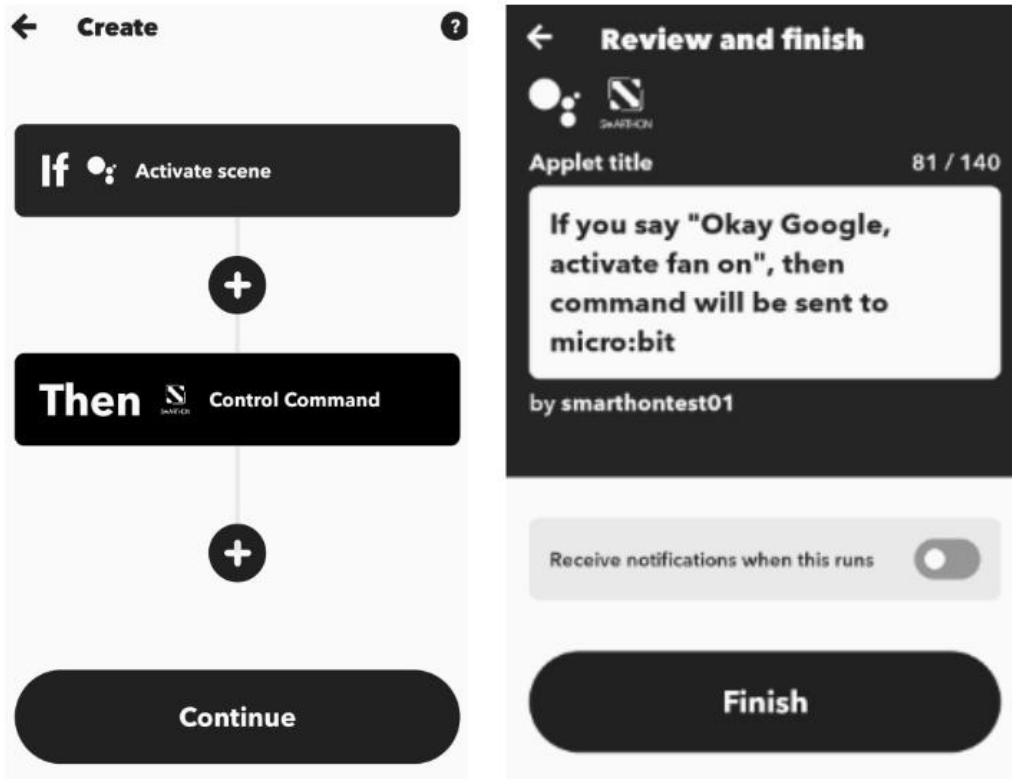 Create
?
If Activate scene
Then SMARTHON Control Command
Continue
Review and finish
SMARTHON
Applet title 81 / 140
If you say "Okay Google,
activate fan on", then
command will be sent to
micro:bit
by smarthontest01
Receive notifications when this runs
Finish